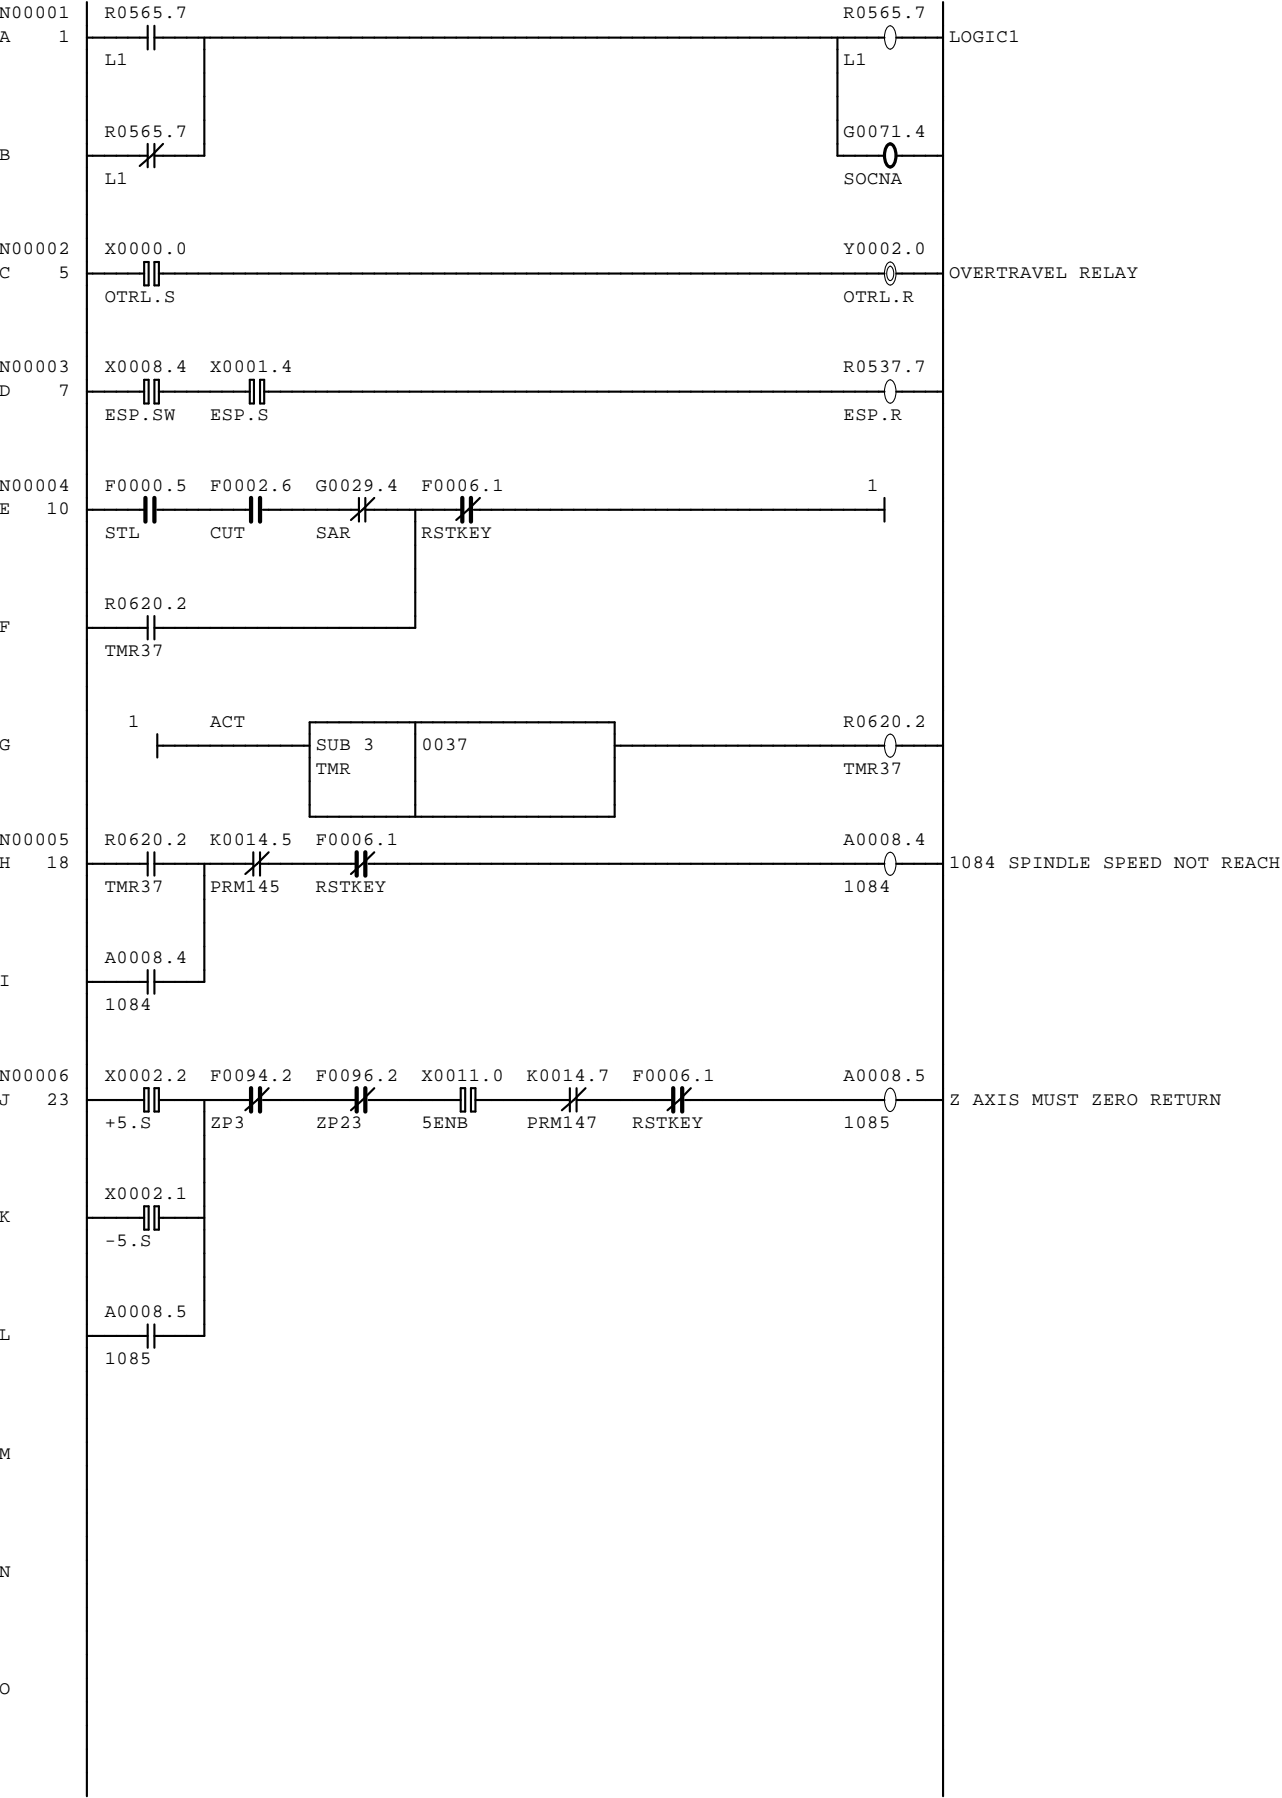 N00001 R0565.7 R0565.7
A 1 LOGIC1
L1 L1
R0565.7 G0071.4
B
L1 SOCNA
N00002 X0000.0 Y0002.0
C 5 OVERTRAVEL RELAY
OTRL.S OTRL.R
N00003 X0008.4 X0001.4 R0537.7
D 7
ESP.SW ESP.S ESP.R
N00004 F0000.5 F0002.6 G0029.4 F0006.1 1
E 10
STL CUT SAR RSTKEY
R0620.2
F
TMR37
1 ACT R0620.2
G SUB 3 0037
TMR TMR37
N00005 R0620.2 K0014.5 F0006.1 A0008.4
H 18 1084 SPINDLE SPEED NOT REACH
TMR37 PRM145 RSTKEY 1084
A0008.4
I
1084
N00006 X0002.2 F0094.2 F0096.2 X0011.0 K0014.7 F0006.1 A0008.5
J 23 Z AXIS MUST ZERO RETURN
+5.S ZP3 ZP23 5ENB PRM147 RSTKEY 1085
X0002.1
K
-5.S
A0008.5
L
1085
M
N
O